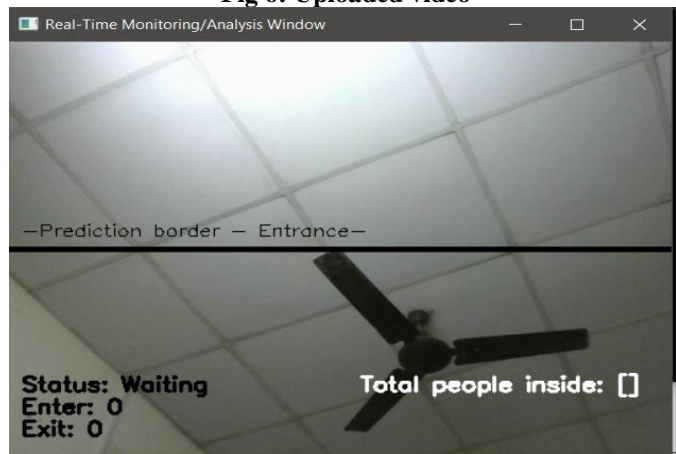 Fig 6: Uploaded video
Real-Time Monitoring/Analysis Window
-Prediction border - Entrance-
Status: Waiting
Total people inside: []
Enter: 0
Exit: 0